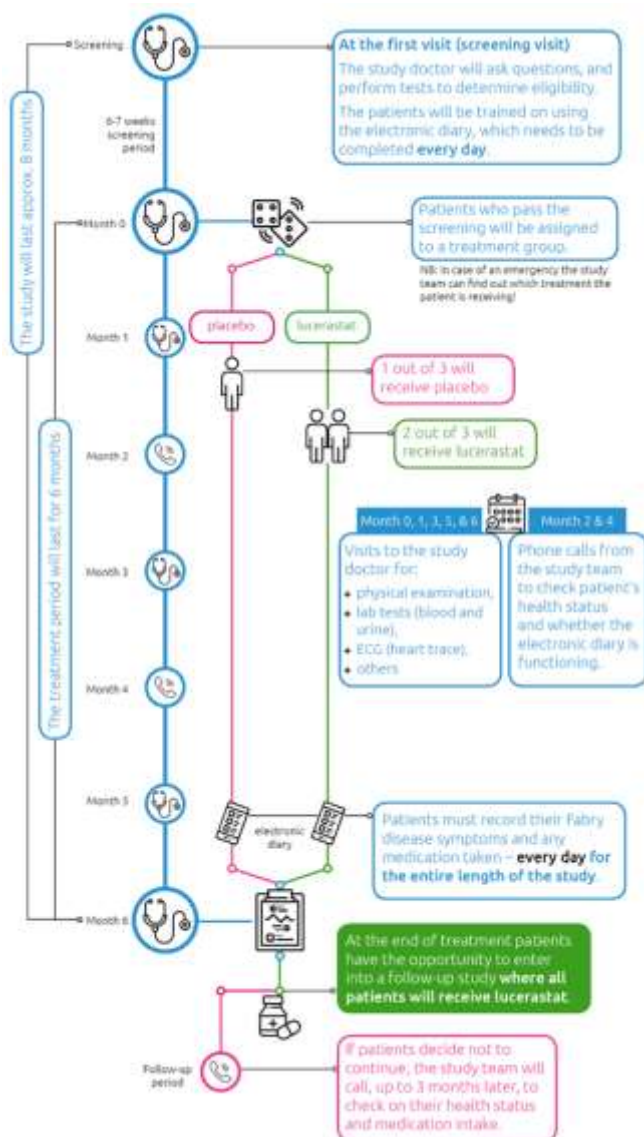 Screening
At the first visit (screening visit)
The study doctor will ask questions, and
perform tests to determine eligibility.
The patients will be trained on using
the electronic diary, which needs to be
completed every day.
6-7 weeks
screening
period
The study will last approx. 8 months
Month 0
Patients who pass the
screening will be assigned
to a treatment group.
NB: In case of an emergency the study
team can find out which treatment the
patient is receiving!
placebo
lucerastat
Month 1
1 out of 3 will
receive placebo
2 out of 3 will
receive lucerastat
Month 2
The treatment period will last for 6 months
Month 0, 1, 3, 5, & 6
Visits to the study
doctor for:
physical examination,
lab tests (blood and
urine),
ECG (heart trace),
others
Month 2 & 4
Phone calls from
the study team
to check patient's
health status
and whether the
electronic diary is
functioning.
Month 3
Month 4
Month 5
electronic
diary
Patients must record their Fabry
disease symptoms and any
medication taken – every day for
the entire length of the study.
Month 6
At the end of treatment patients
have the opportunity to enter
into a follow-up study where all
patients will receive lucerastat
Follow-up
period
If patients decide not to
continue, the study team will
call, up to 3 months later, to
check on their health status
and medication intake.